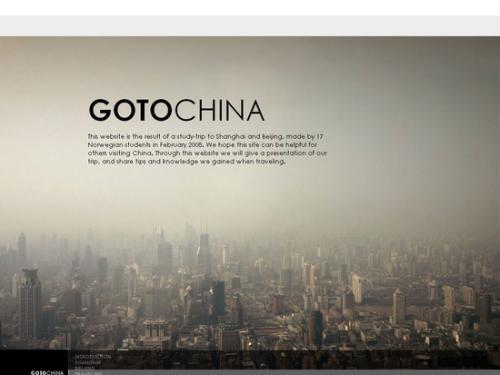 GOTOCHINA
This website is the result of a study-trip to Shanghai and Beijing, made by 17
Norwegian students in February 2008. We hope this site can be helpful for
others visiting China. Through this website we will give a presentation of our
trip, and share tips and knowledge we gained when traveling.
INTRODUCTION
SHANGHAI
BEIJING
GOTOCHINA
TRAVELING